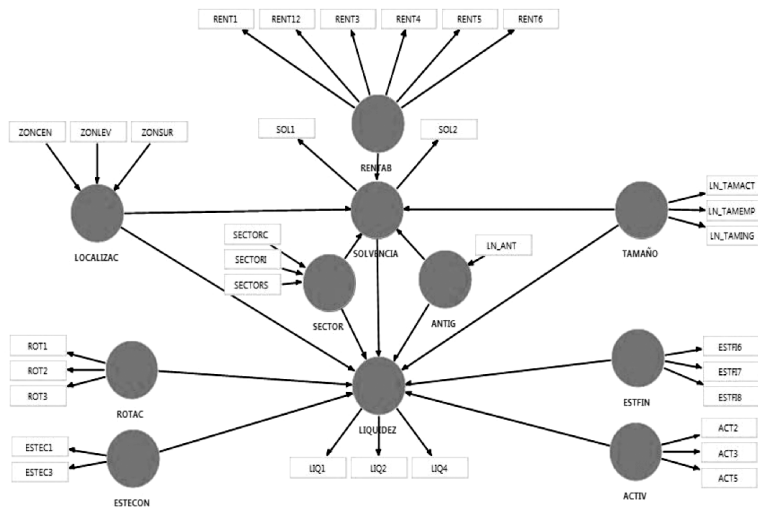 RENT1 RENT12 RENT3 RENT4 RENT5 RENT6
ZONCEN ZONLEV ZONSUR
SOL1 SOL2
RENTAB
LN_TAMACT
LN_TAMEMP
LN_TAMING
SECTORC
SECTORI
SECTORS
LN_ANT
LOCALIZAC
SOLVENCIA
TAMAÑO
SECTOR
ANTIG
ROT1
ROT2
ROT3
ROTAC
ESTFI6
ESTFI7
ESTFI8
ESTFIN
LIQUIDEZ
ESTEC1
ESTEC3
ESTECON
LIQ1 LIQ2 LIQ4
ACT2
ACT3
ACT5
ACTIV